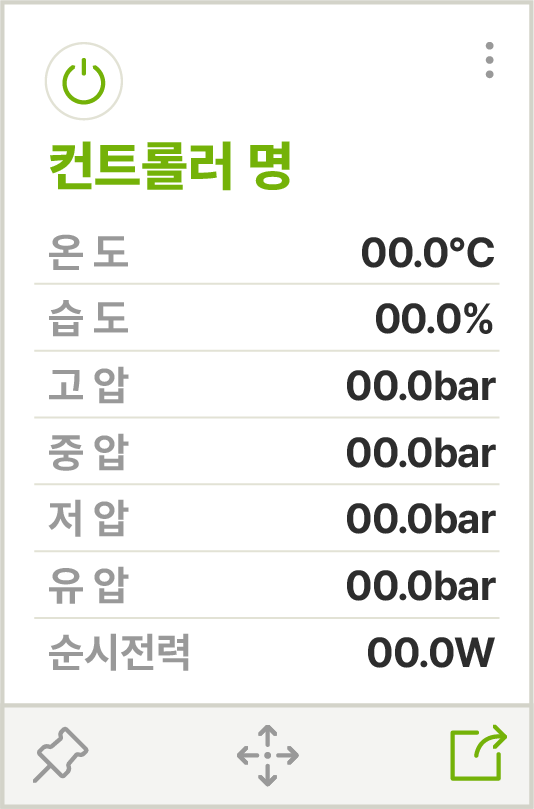 컨트롤러 명
온 도 00.0°C
습 도 00.0%
고 압 00.0bar
중 압 00.0bar
저 압 00.0bar
유 압 00.0bar
순시전력 00.0W